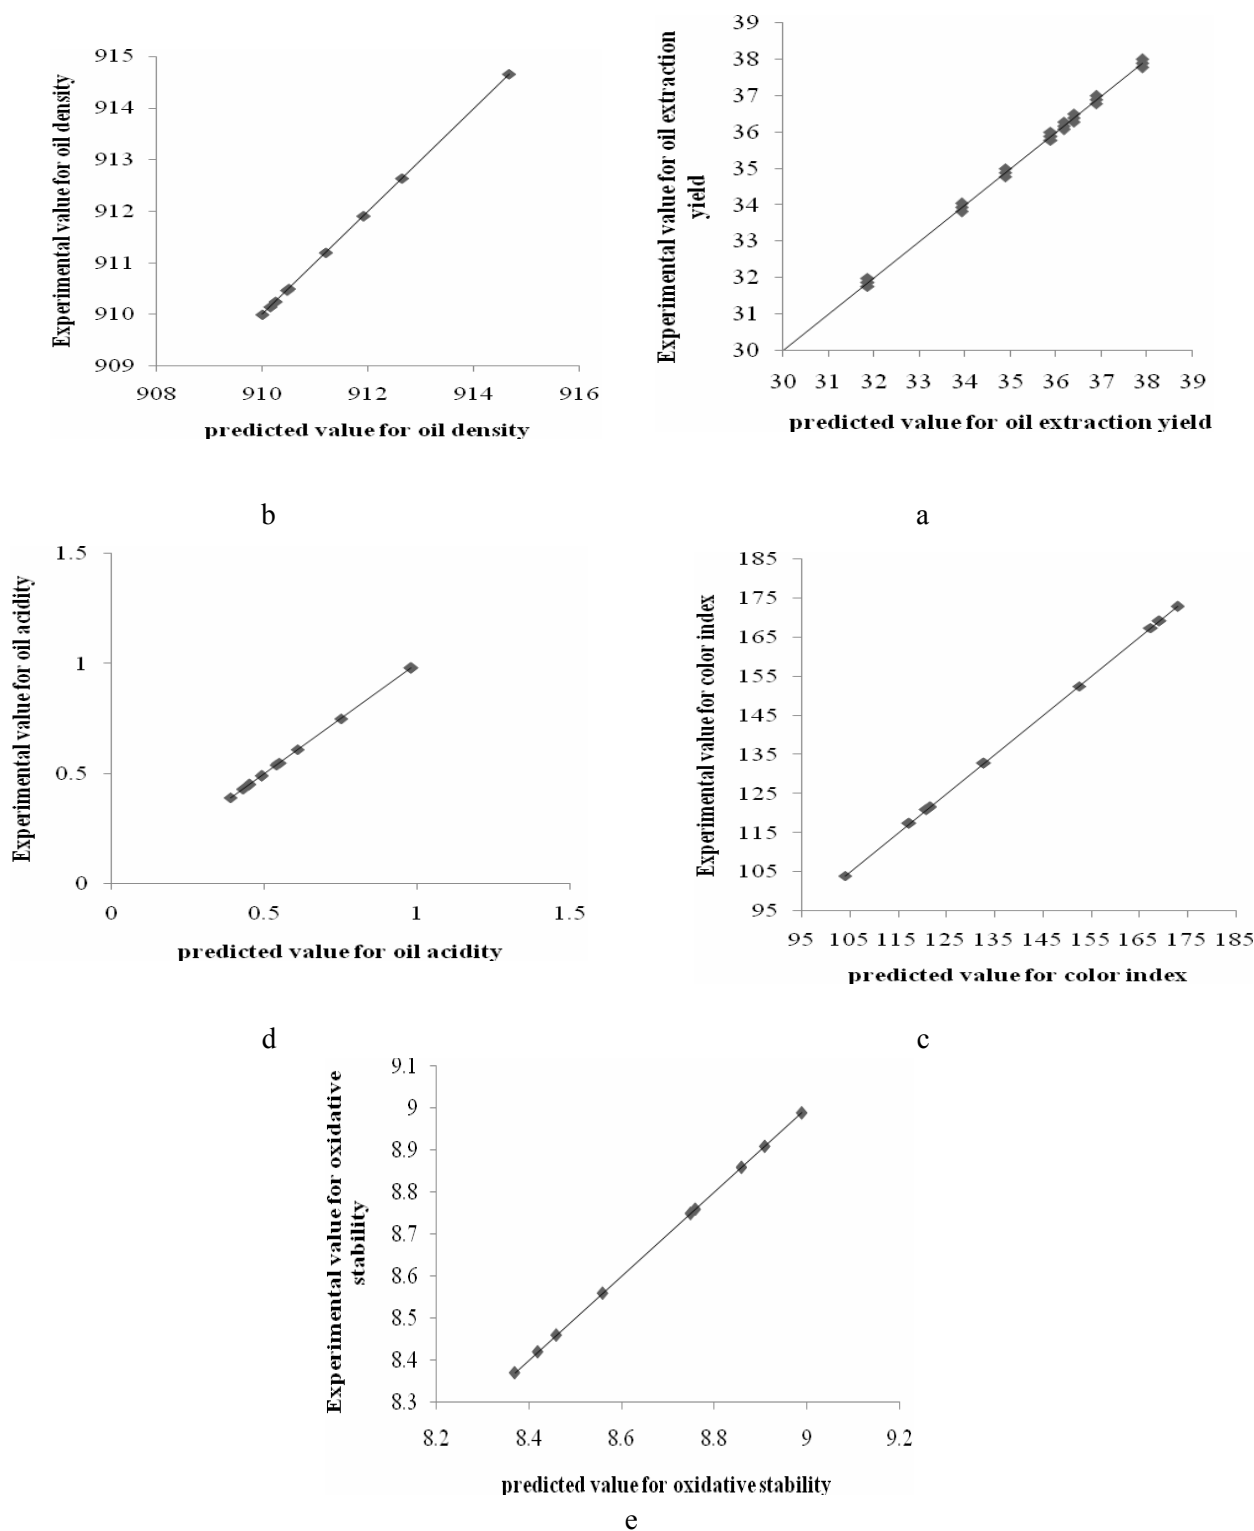 915
914
913
912
911
910
909
908 910 912 914 916
Experimental value for oil density
predicted value for oil density
b
39
38
37
36
35
34
33
32
31
30
30 31 32 33 34 35 36 37 38 39
Experimental value for oil extraction
yield
predicted value for oil extraction yield
a
1.5
1
0.5
0
0 0.5 1 1.5
Experimental value for oil acidity
predicted value for oil acidity
d
185
175
165
155
145
135
125
115
105
95
95 105 115 125 135 145 155 165 175 185
Experimental value for color index
predicted value for color index
c
9.1
9
8.9
8.8
8.7
8.6
8.5
8.4
8.3
8.2 8.4 8.6 8.8 9 9.2
Experimental value for oxidative
stability
predicted value for oxidative stability
e